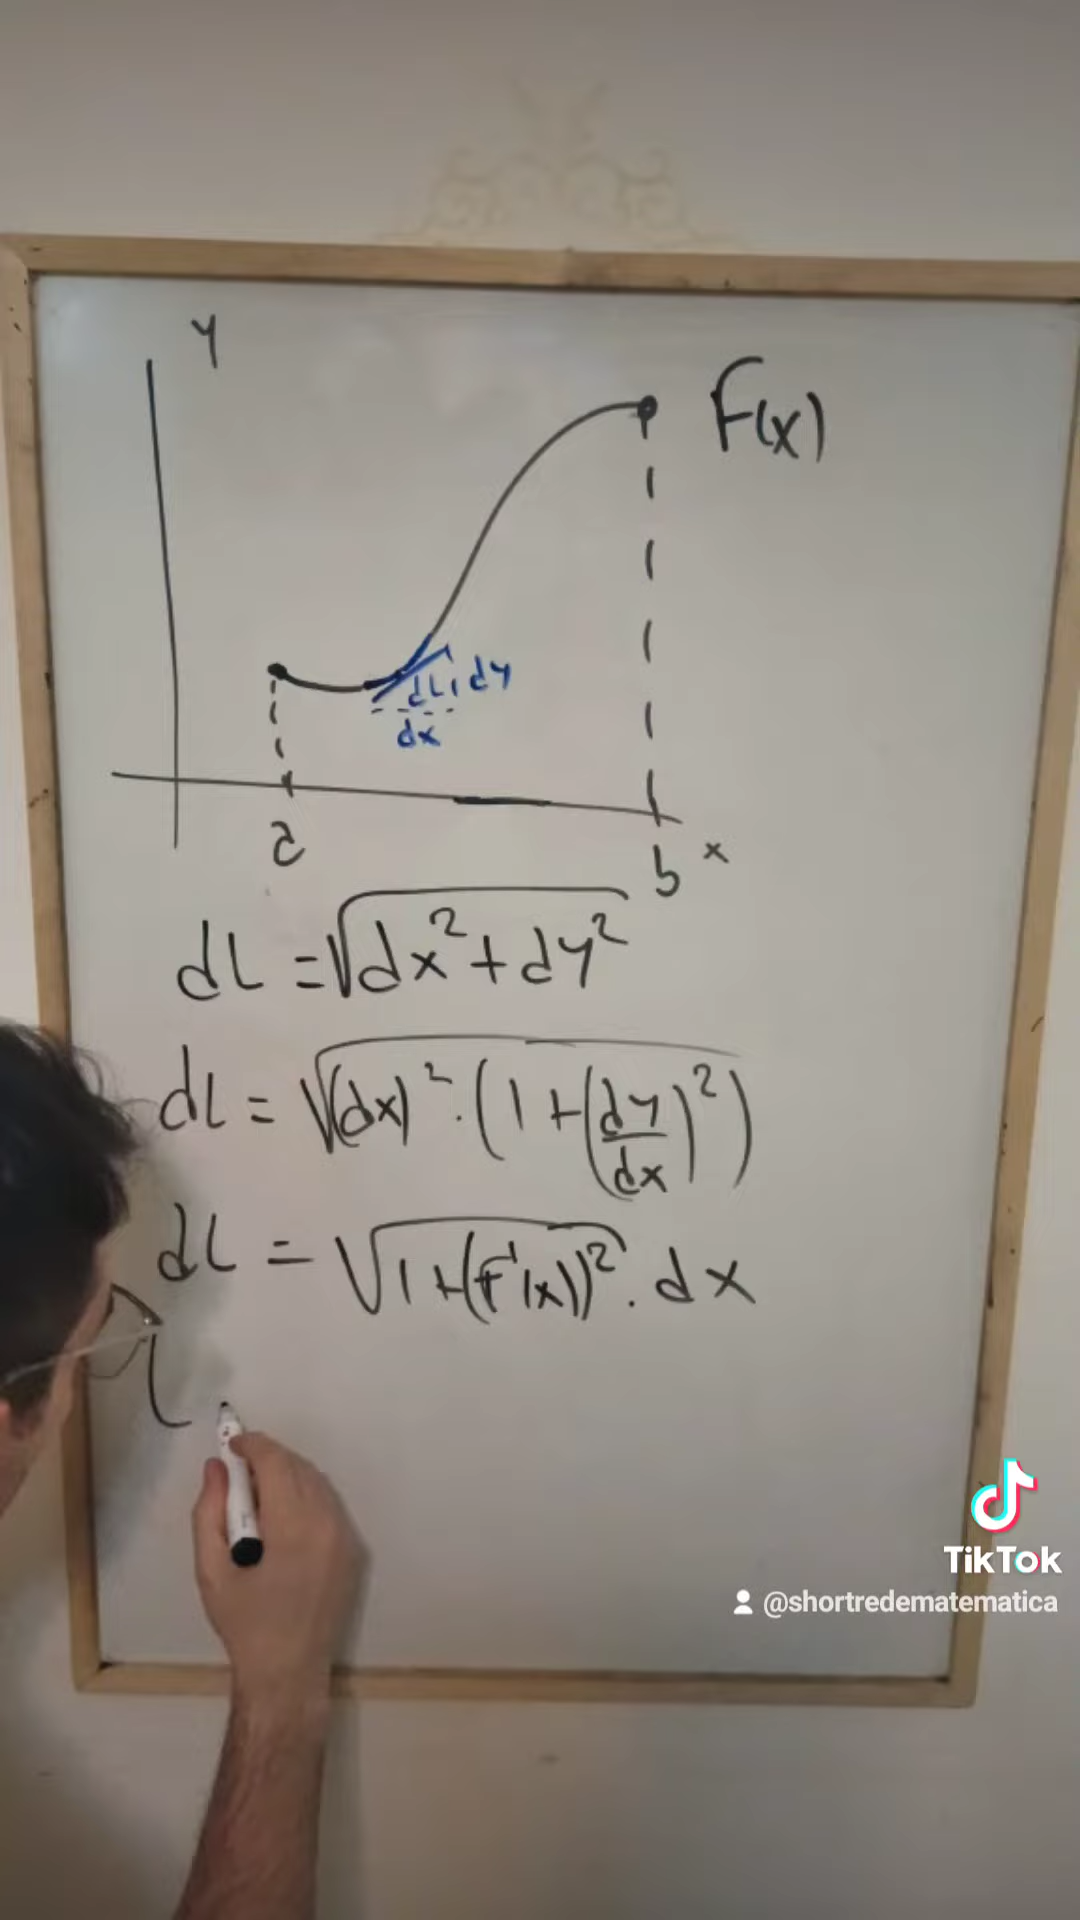 y
F(x)
dL dy
dx
a
b x
dL = √dx² + dy²
dL = √(dx)² · (1 + (dy/dx)²)
dL = √1 + (f'(x))² . dx
L
TikTok
@shortredematematica